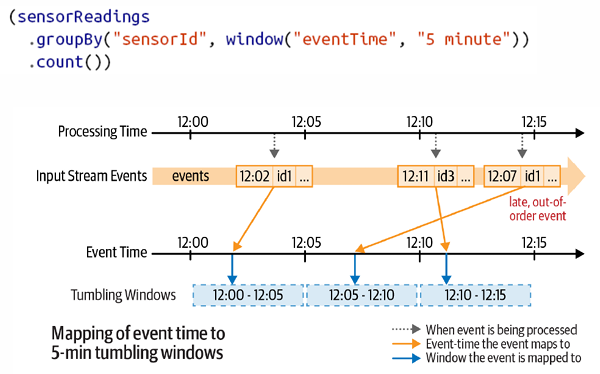 (sensorReadings
.groupBy("sensorId", window("eventTime", "5 minute"))
.count())
12:00 12:05 12:10 12:15
Processing Time
Input Stream Events events 12:02 id1 ... 12:11 id3 ... 12:07 id1 ...
late, out-of-
order event
12:00 12:05 12:10 12:15
Event Time
Tumbling Windows 12:00 - 12:05 12:05 - 12:10 12:10 - 12:15
Mapping of event time to
5-min tumbling windows
When event is being processed
Event-time the event maps to
Window the event is mapped to